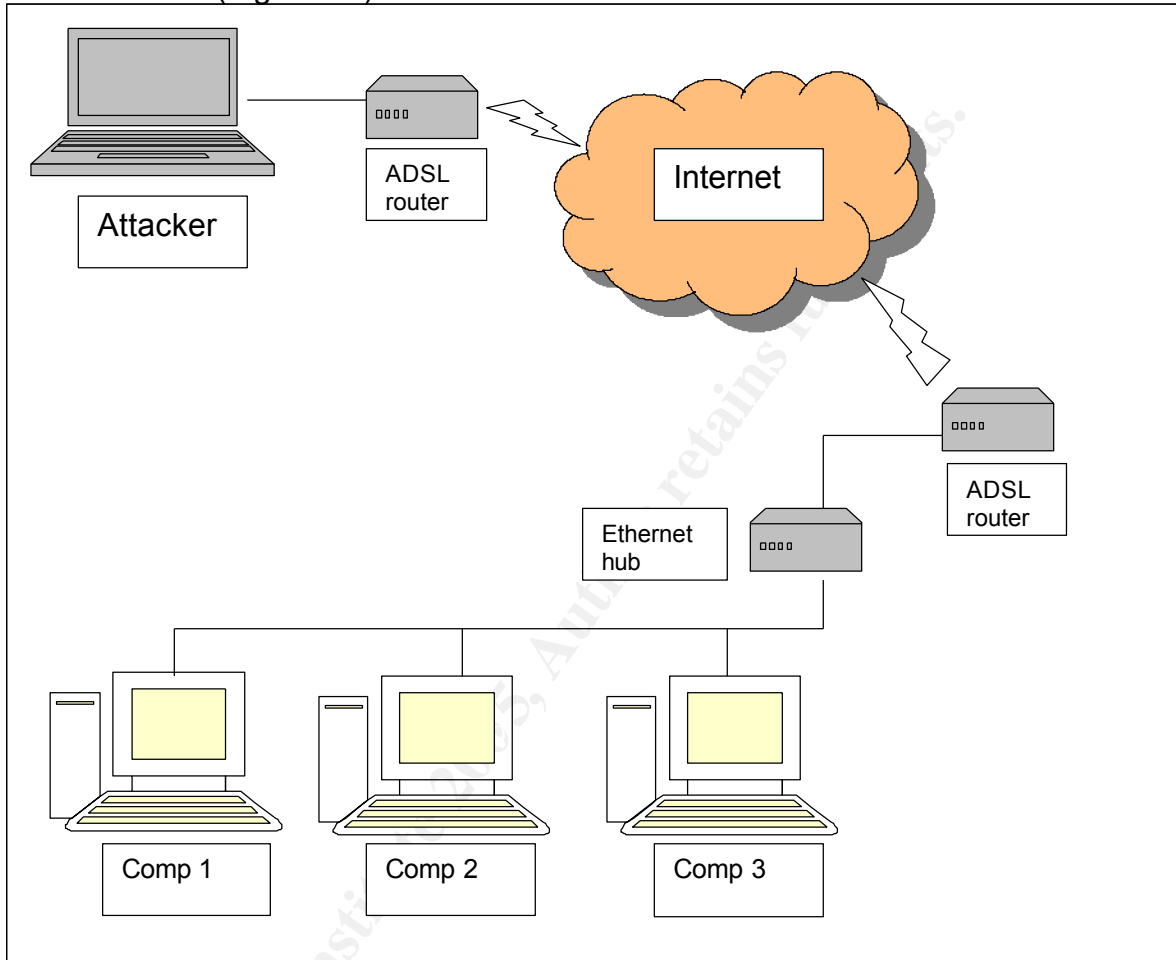 Attacker
ADSL
router
Internet
ADSL
router
Ethernet
hub
Comp 1
Comp 2
Comp 3